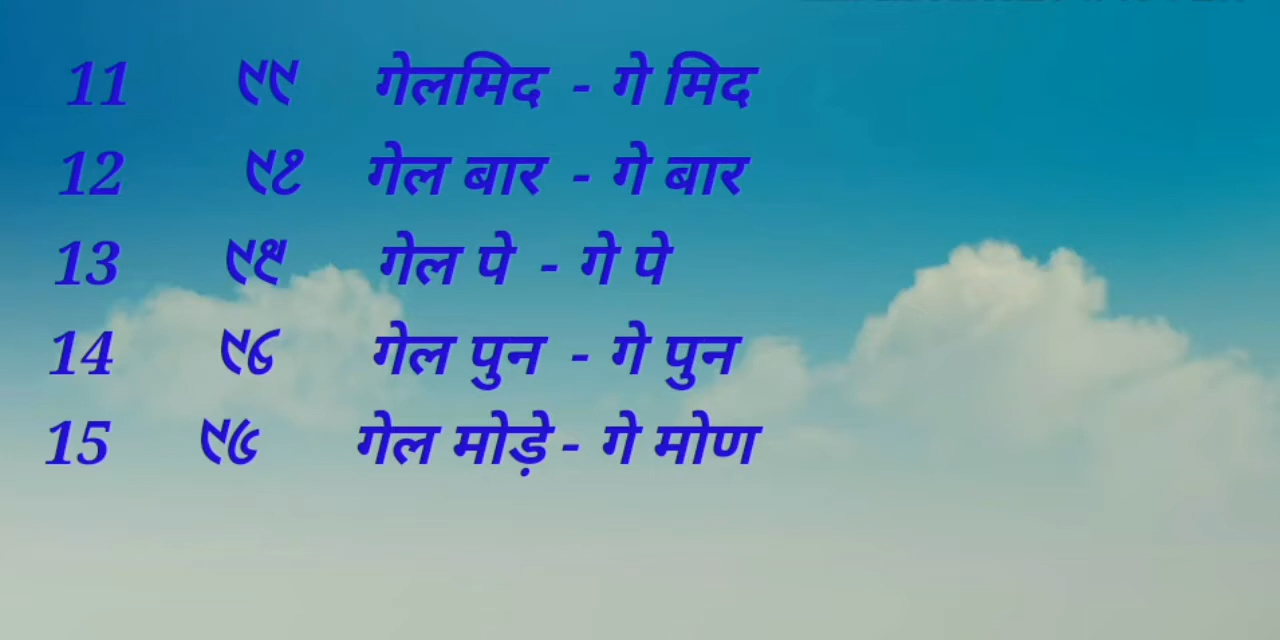 11 ᱑᱑ गेलमिद - गे मिद
12 ᱑᱒ गेल बार - गे बार
13 ᱑᱓ गेल पे - गे पे
14 ᱑᱔ गेल पुन - गे पुन
15 ᱑᱕ गेल मोड़े - गे मोण